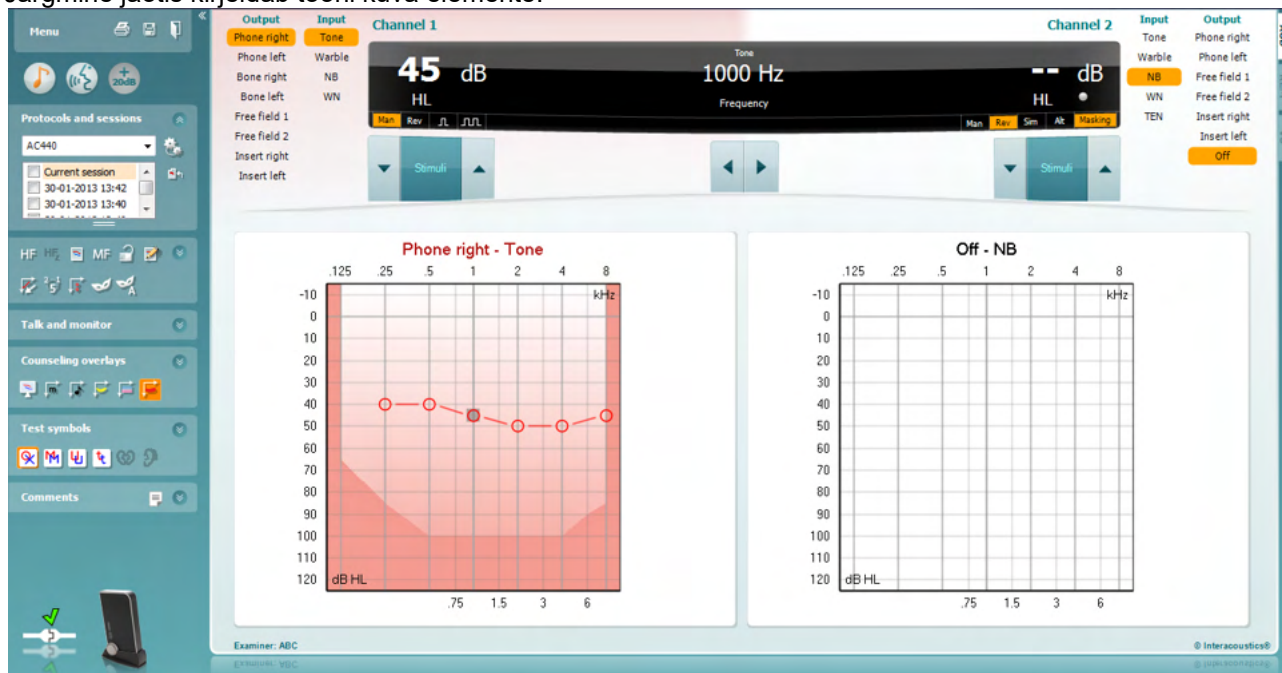 Järgmine jaotis kirjeldab tooni kuva elemente.
Menu
20dB
Protocols and sessions
AC440
Current session
30-01-2013 13:42
30-01-2013 13:40
HF HF2 MF
Talk and monitor
Counseling overlays
Test symbols
Comments
Output Input
Phone right Tone
Phone left Warble
Bone right NB
Bone left WN
Free field 1
Free field 2
Insert right
Insert left
Channel 1
45 dB
HL
Man Rev
Tone
1000 Hz
Frequency
Channel 2
-- dB
HL
Man Rev Sim Alt Masking
Stimuli
Stimuli
Input Output
Tone Phone right
Warble Phone left
NB Free field 1
WN Free field 2
TEN Insert right
Insert left
Off
Phone right - Tone
.125 .25 .5 1 2 4 8
kHz
-10
0
10
20
30
40
50
60
70
80
90
100
110
120 dB HL
.75 1.5 3 6
Off - NB
.125 .25 .5 1 2 4 8
kHz
-10
0
10
20
30
40
50
60
70
80
90
100
110
120 dB HL
.75 1.5 3 6
Examiner: ABC
© Interacoustics®